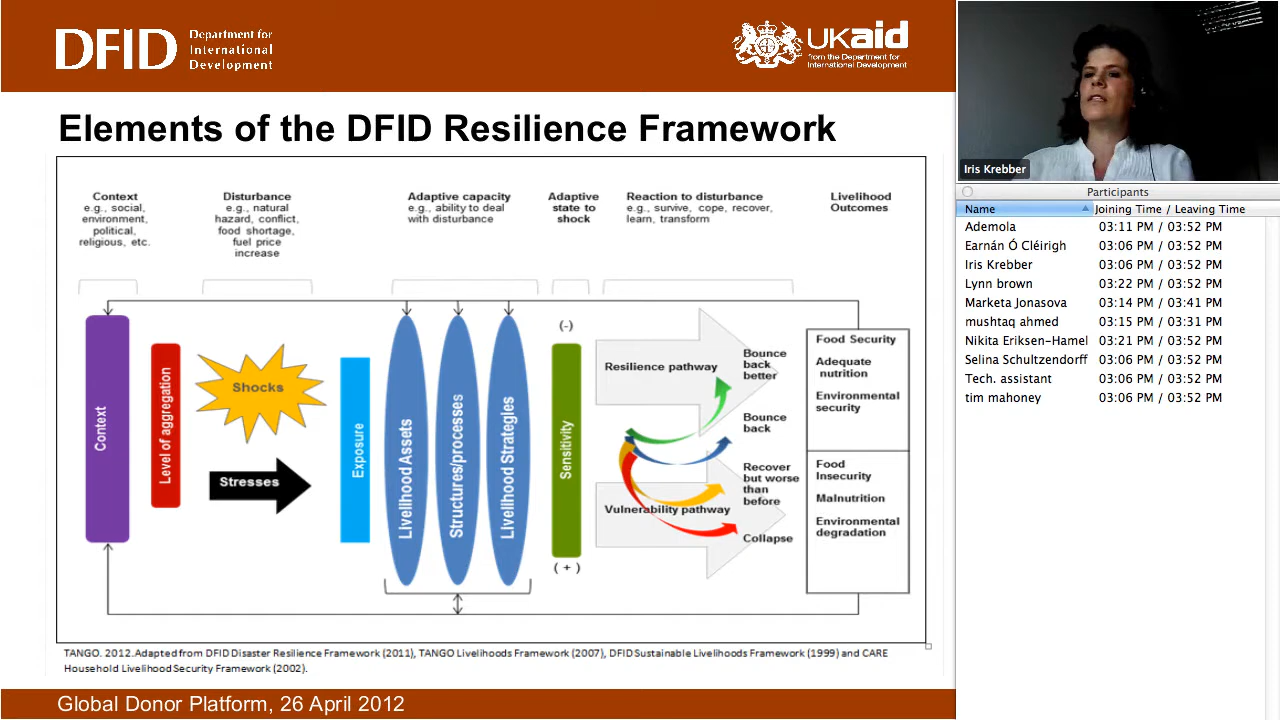 DFID
Department for
International
Development
UKaid
from the Department for
International Development
Elements of the DFID Resilience Framework
Context
e.g., social,
environment,
political,
religious, etc.
Disturbance
e.g., natural
hazard, conflict,
food shortage,
fuel price
increase
Adaptive capacity
e.g., ability to deal
with disturbance
Adaptive
state to
shock
Reaction to disturbance
e.g., survive, cope, recover,
learn, transform
Livelihood
Outcomes
Context
Level of aggregation
Shocks
Stresses
Exposure
Livelihood Assets
Structures/processes
Livelihood Strategies
(-)
Sensitivity
( + )
Resilience pathway
Vulnerability pathway
Bounce
back
better
Bounce
back
Recover
but worse
than
before
Collapse
Food Security
Adequate
nutrition
Environmental
security
Food
Insecurity
Malnutrition
Environmental
degradation
TANGO. 2012.Adapted from DFID Disaster Resilience Framework (2011), TANGO Livelihoods Framework (2007), DFID Sustainable Livelihoods Framework (1999) and CARE
Household Livelihood Security Framework (2002).
Global Donor Platform, 26 April 2012
Iris Krebber
Participants
Name Joining Time / Leaving Time
Ademola 03:11 PM / 03:52 PM
Earnán Ó Cléirigh 03:06 PM / 03:52 PM
Iris Krebber 03:06 PM / 03:52 PM
Lynn brown 03:22 PM / 03:52 PM
Marketa Jonasova 03:14 PM / 03:41 PM
mushtaq ahmed 03:15 PM / 03:31 PM
Nikita Eriksen-Hamel 03:21 PM / 03:52 PM
Selina Schultzendorff 03:06 PM / 03:52 PM
Tech. assistant 03:06 PM / 03:52 PM
tim mahoney 03:06 PM / 03:52 PM